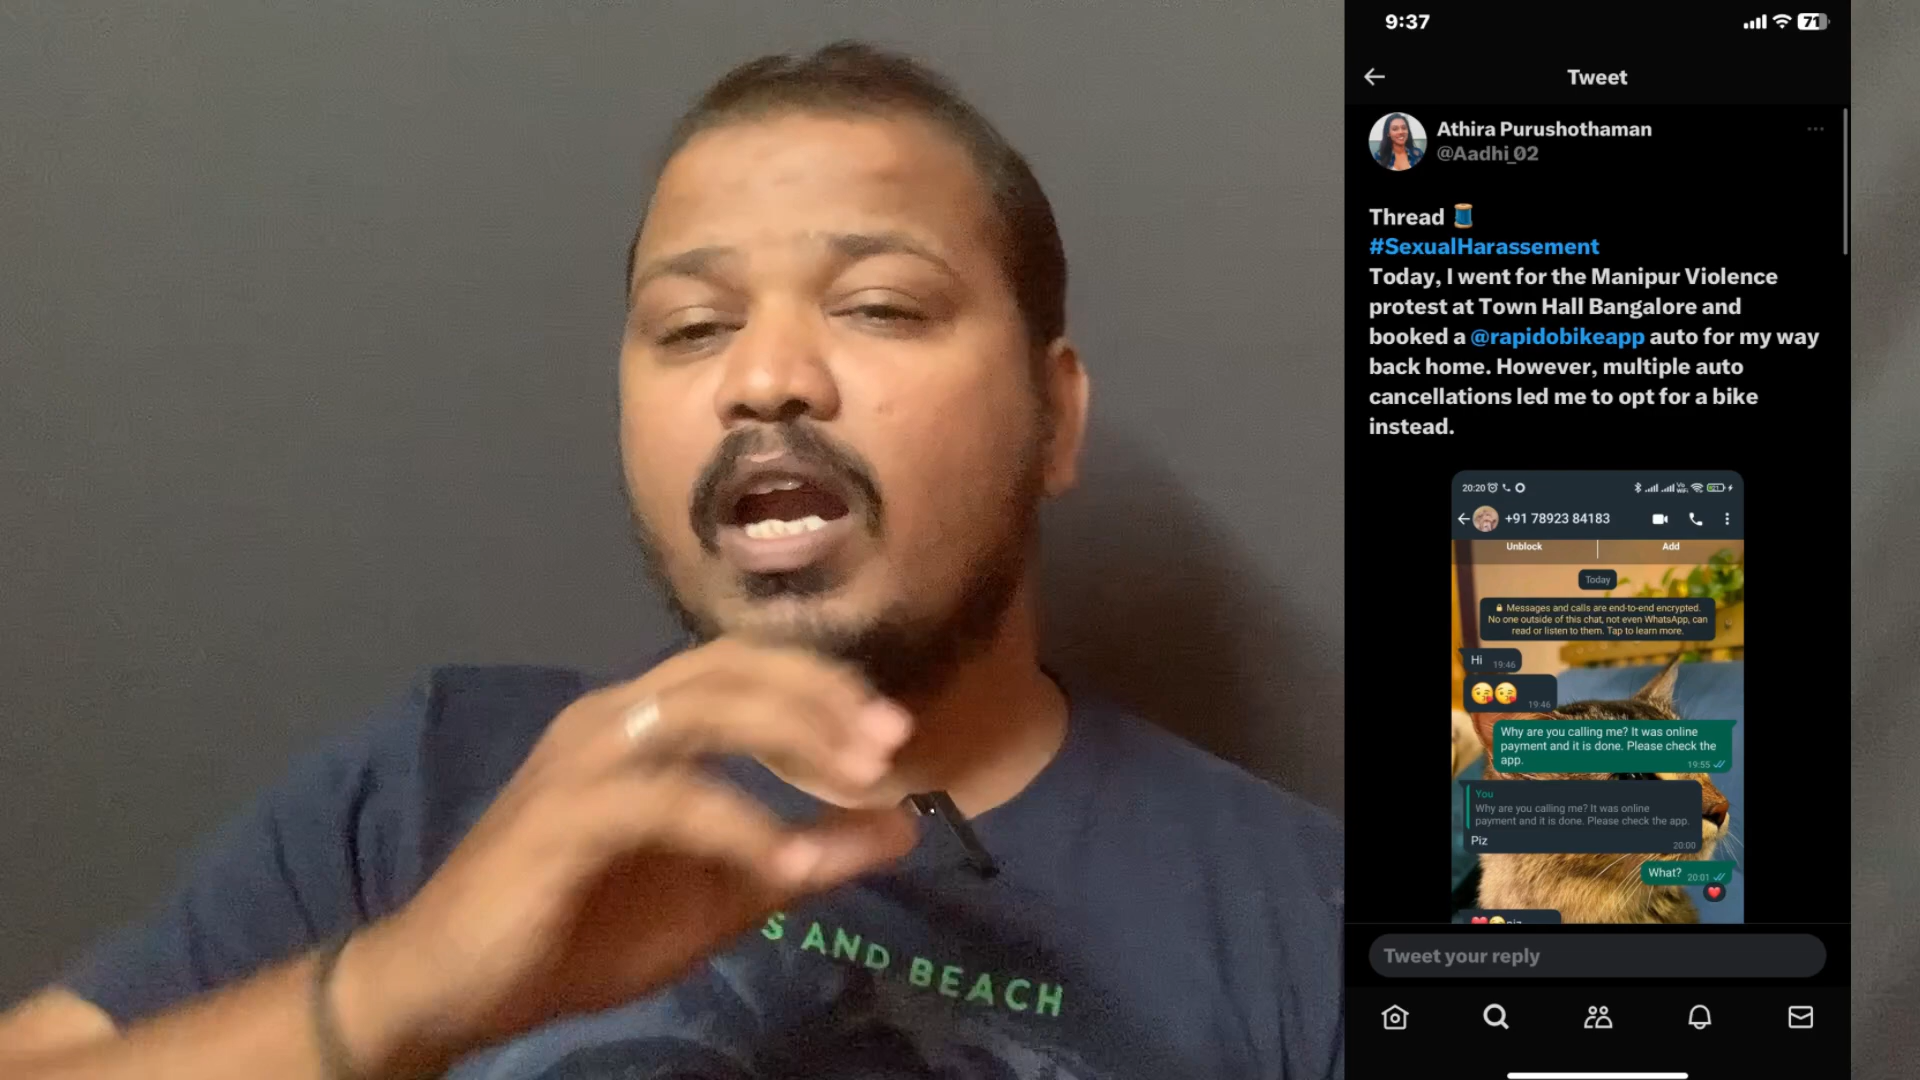 S AND BEACH
9:37
71
Tweet
Athira Purushothaman
@Aadhi_02
Thread
#SexualHarassement
Today, I went for the Manipur Violence
protest at Town Hall Bangalore and
booked a @rapidobikeapp auto for my way
back home. However, multiple auto
cancellations led me to opt for a bike
instead.
20:20
+91 78923 84183
Unblock
Add
Today
Messages and calls are end-to-end encrypted.
No one outside of this chat, not even WhatsApp, can
read or listen to them. Tap to learn more.
Hi 19:46
19:46
Why are you calling me? It was online
payment and it is done. Please check the
app.
19:55
You
Why are you calling me? It was online
payment and it is done. Please check the app.
Piz
20:00
What? 20:01
Tweet your reply